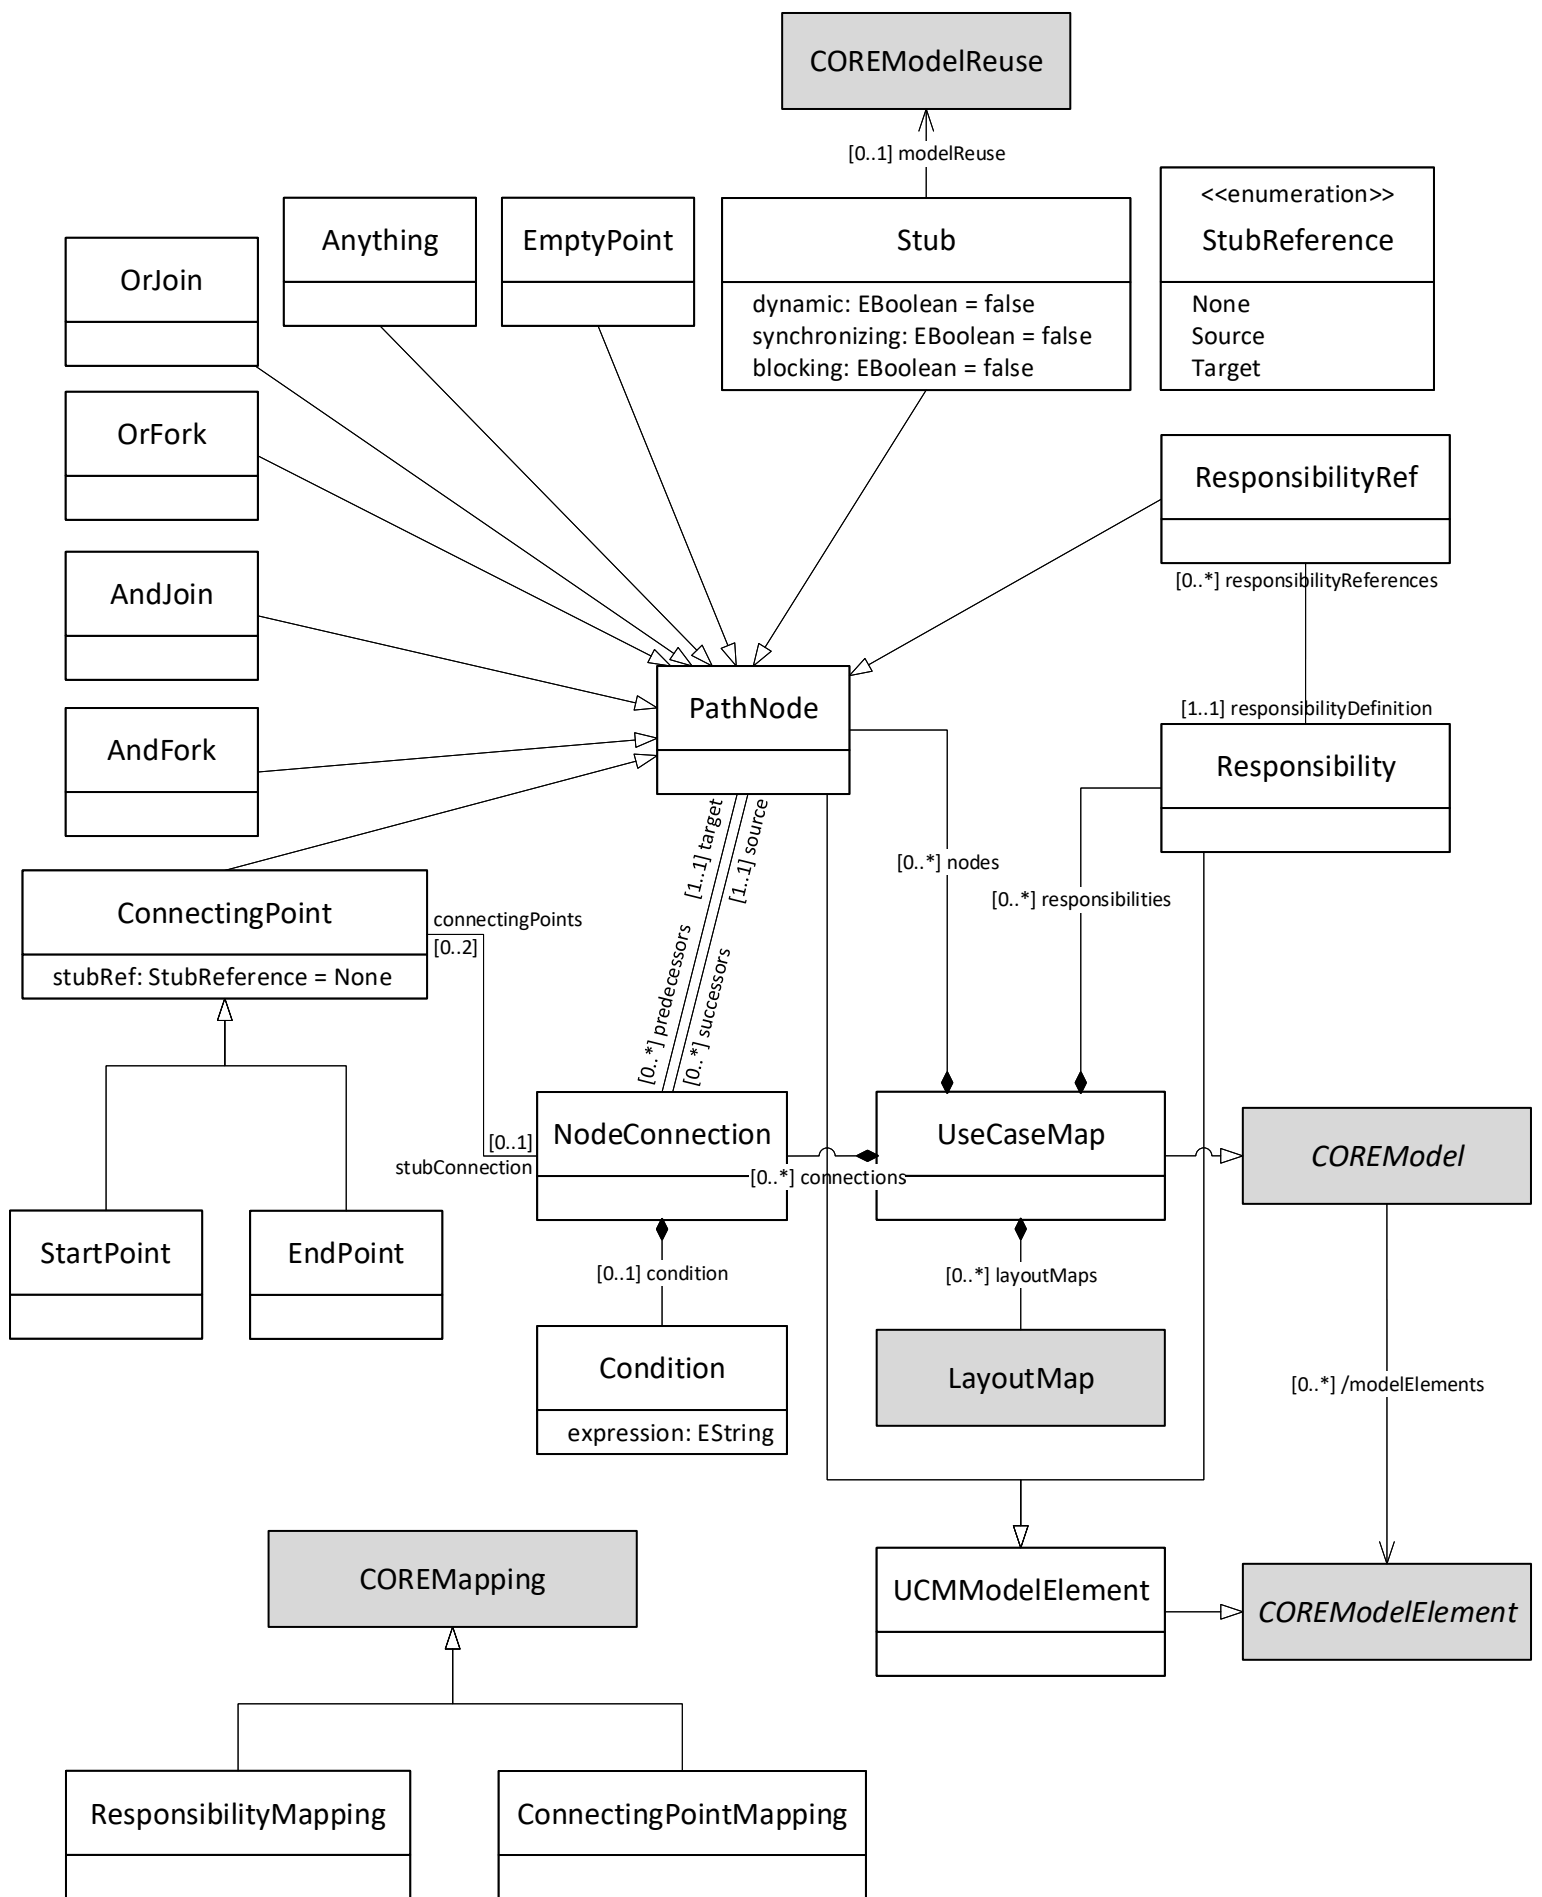 COREModelReuse
[0..1] modelReuse
<<enumeration>>
StubReference
None
Source
Target
Anything
EmptyPoint
Stub
dynamic: EBoolean = false
synchronizing: EBoolean = false
blocking: EBoolean = false
OrJoin
OrFork
ResponsibilityRef
[0..*] responsibilityReferences
AndJoin
PathNode
[1..1] responsibilityDefinition
Responsibility
AndFork
[1..1] target
[1..1] source
[0..*] nodes
[0..*] responsibilities
ConnectingPoint
stubRef: StubReference = None
connectingPoints
[0..2]
[0..*] predecessors
[0..*] successors
[0..1]
stubConnection
NodeConnection
[0..*] connections
UseCaseMap
COREModel
StartPoint
EndPoint
[0..1] condition
[0..*] layoutMaps
Condition
expression: EString
LayoutMap
[0..*] /modelElements
COREMapping
UCMModelElement
COREModelElement
ResponsibilityMapping
ConnectingPointMapping